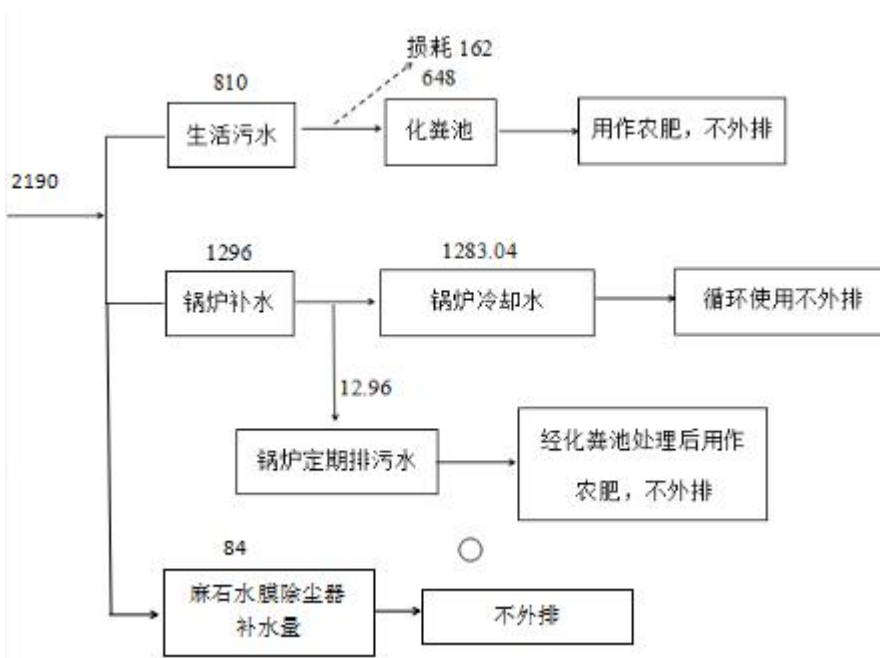 损耗 162
810
648
生活污水
化粪池
用作农肥，不外排
2190
1296
1283.04
锅炉补水
锅炉冷却水
循环使用不外排
12.96
锅炉定期排污水
经化粪池处理后用作
农肥，不外排
84
麻石水膜除尘器
补水量
不外排